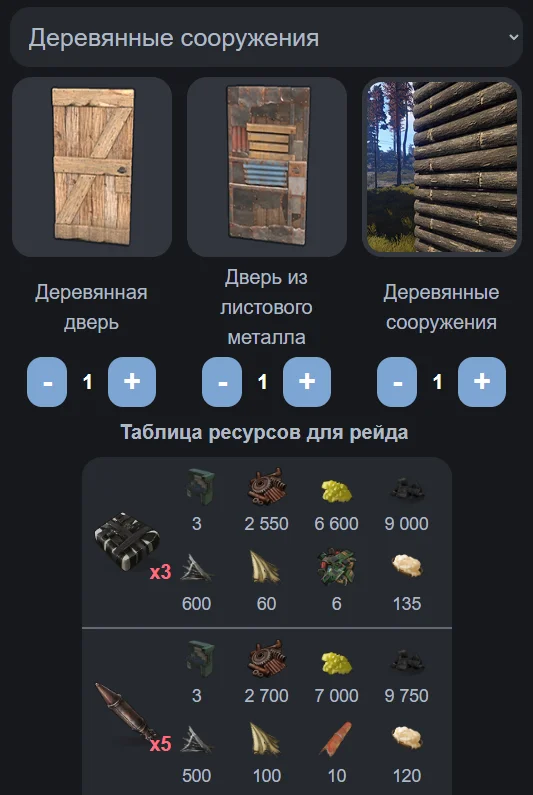 Деревянные сооружения
Деревянная
дверь
Дверь из
листового
металла
Деревянные
сооружения
- 1 + - 1 + - 1 +
Таблица ресурсов для рейда
3 2 550 6 600 9 000
x3
600 60 6 135
3 2 700 7 000 9 750
x5
500 100 10 120